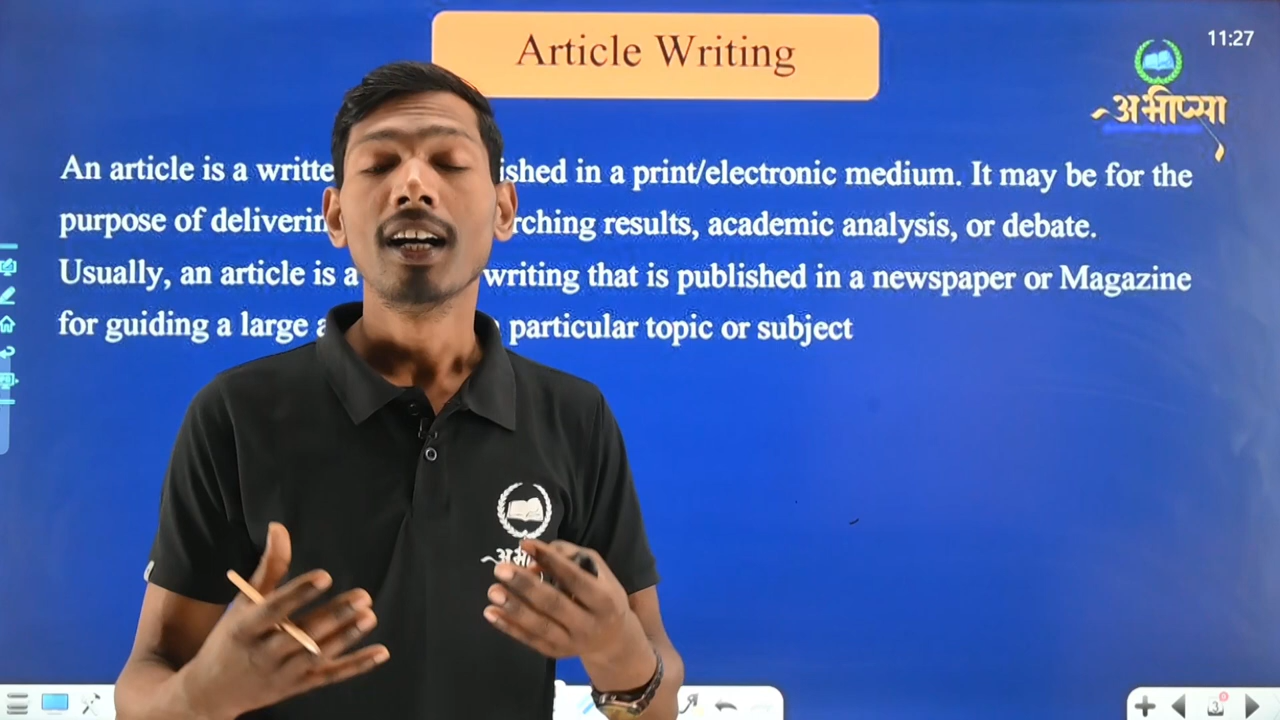 Article Writing
11:27
अभीप्सा
An article is a writte ished in a print/electronic medium. It may be for the
purpose of deliverin rching results, academic analysis, or debate.
Usually, an article is a writing that is published in a newspaper or Magazine
for guiding a large a particular topic or subject
3